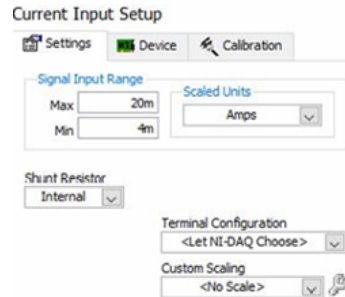 Current Input Setup
Settings Device Calibration
Signal Input Range
Max 20m
Min 4m
Scaled Units
Amps
Shunt Resistor
Internal
Terminal Configuration
<Let NI-DAQ Choose>
Custom Scaling
<No Scale>